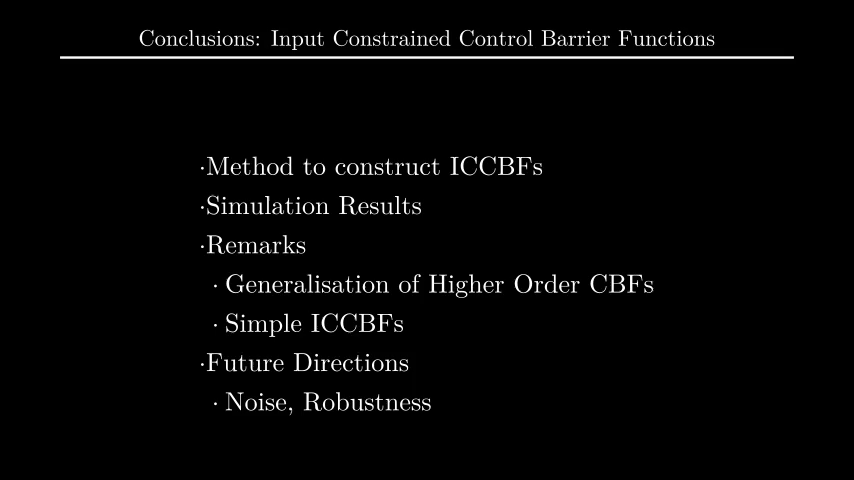 Conclusions: Input Constrained Control Barrier Functions
·Method to construct ICCBFs
·Simulation Results
·Remarks
· Generalisation of Higher Order CBFs
· Simple ICCBFs
·Future Directions
· Noise, Robustness